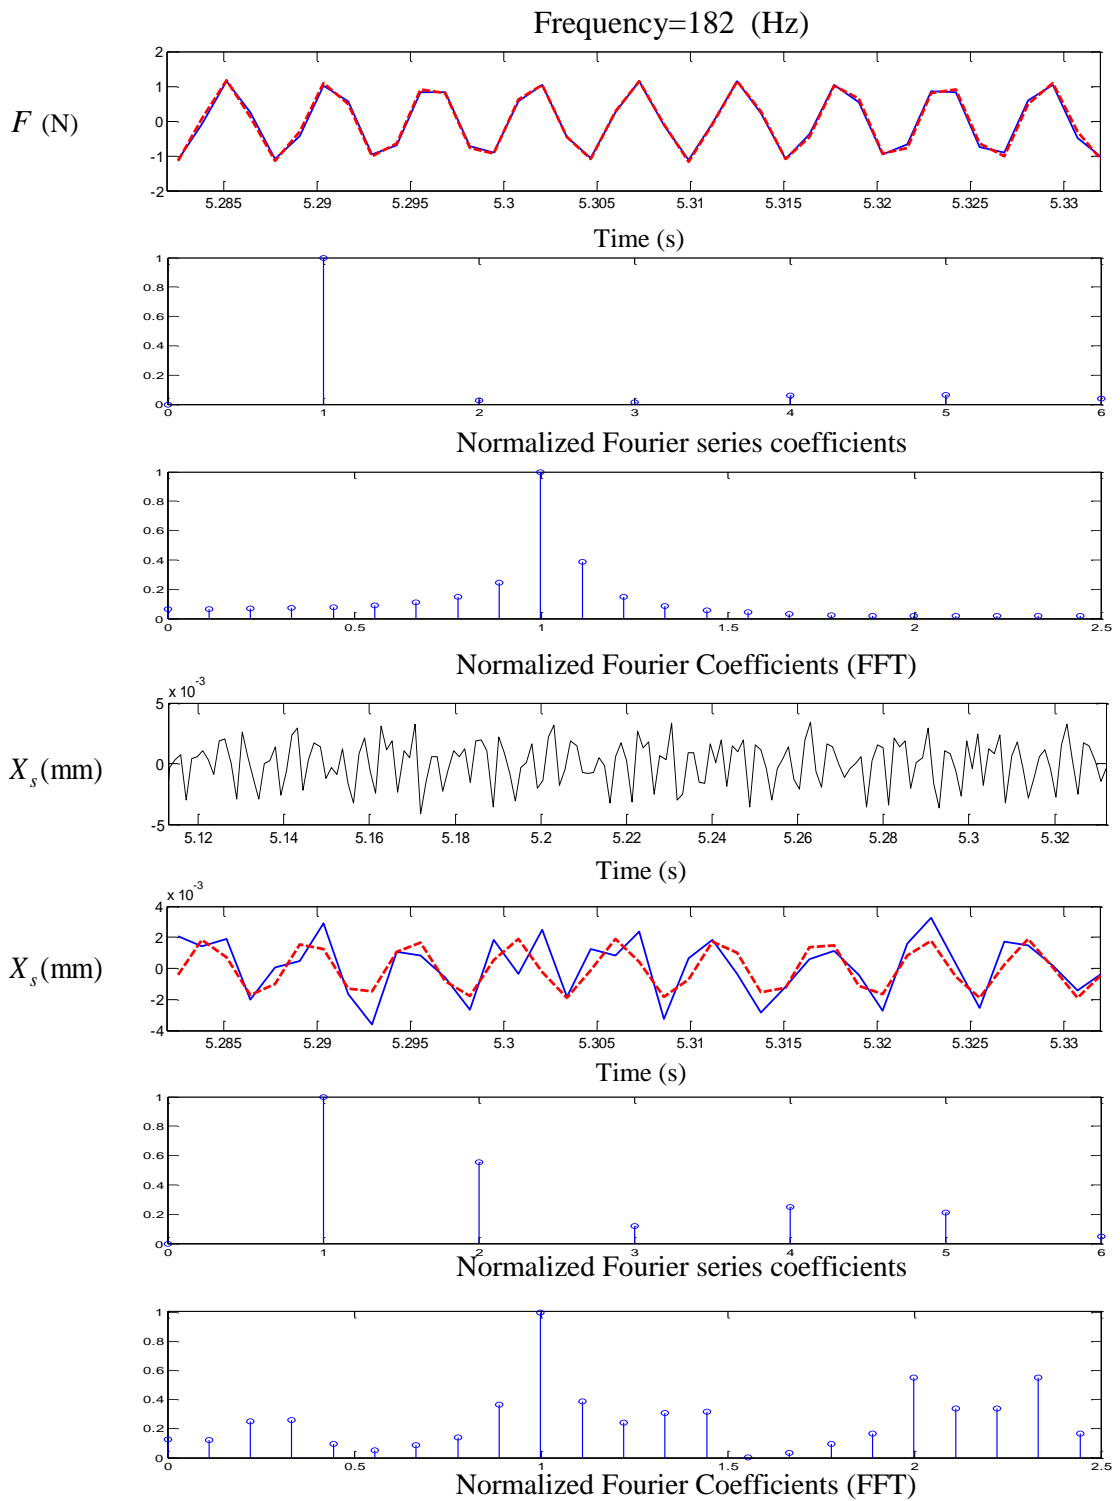 Frequency=182 (Hz)
F (N)
2
1
0
-1
-2
5.285 5.29 5.295 5.3 5.305 5.31 5.315 5.32 5.325 5.33
Time (s)
1
0.8
0.6
0.4
0.2
0
0 1 2 3 4 5 6
Normalized Fourier series coefficients
1
0.8
0.6
0.4
0.2
0
0 0.5 1 1.5 2 2.5
Normalized Fourier Coefficients (FFT)
x 10^-3
X_s (mm)
5
0
-5
5.12 5.14 5.16 5.18 5.2 5.22 5.24 5.26 5.28 5.3 5.32
Time (s)
x 10^-3
X_s (mm)
4
2
0
-2
-4
5.285 5.29 5.295 5.3 5.305 5.31 5.315 5.32 5.325 5.33
Time (s)
1
0.8
0.6
0.4
0.2
0
0 1 2 3 4 5 6
Normalized Fourier series coefficients
1
0.8
0.6
0.4
0.2
0
0 0.5 1 1.5 2 2.5
Normalized Fourier Coefficients (FFT)